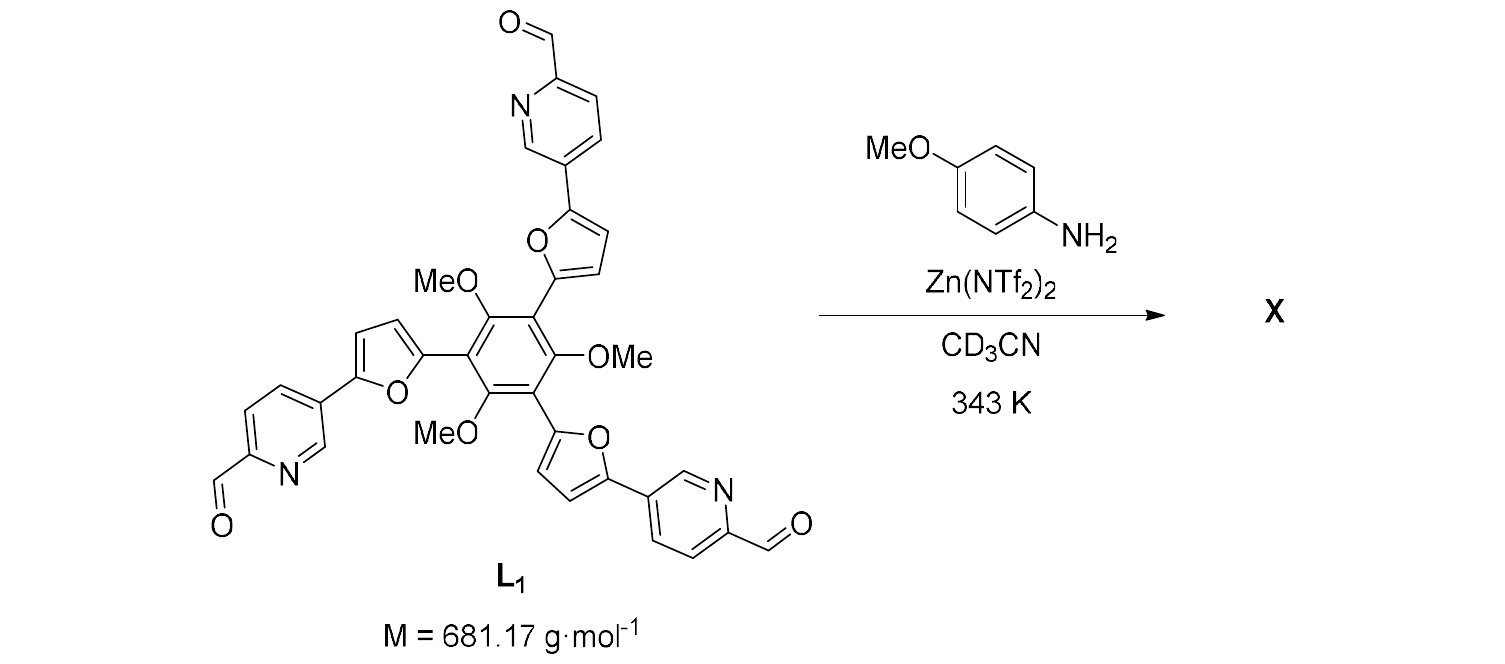 O
N
O
MeO
OMe
O
MeO
O
N
O
N
O
L1
M = 681.17 g·mol-1
MeO
NH2
Zn(NTf2)2
CD3CN
343 K
X